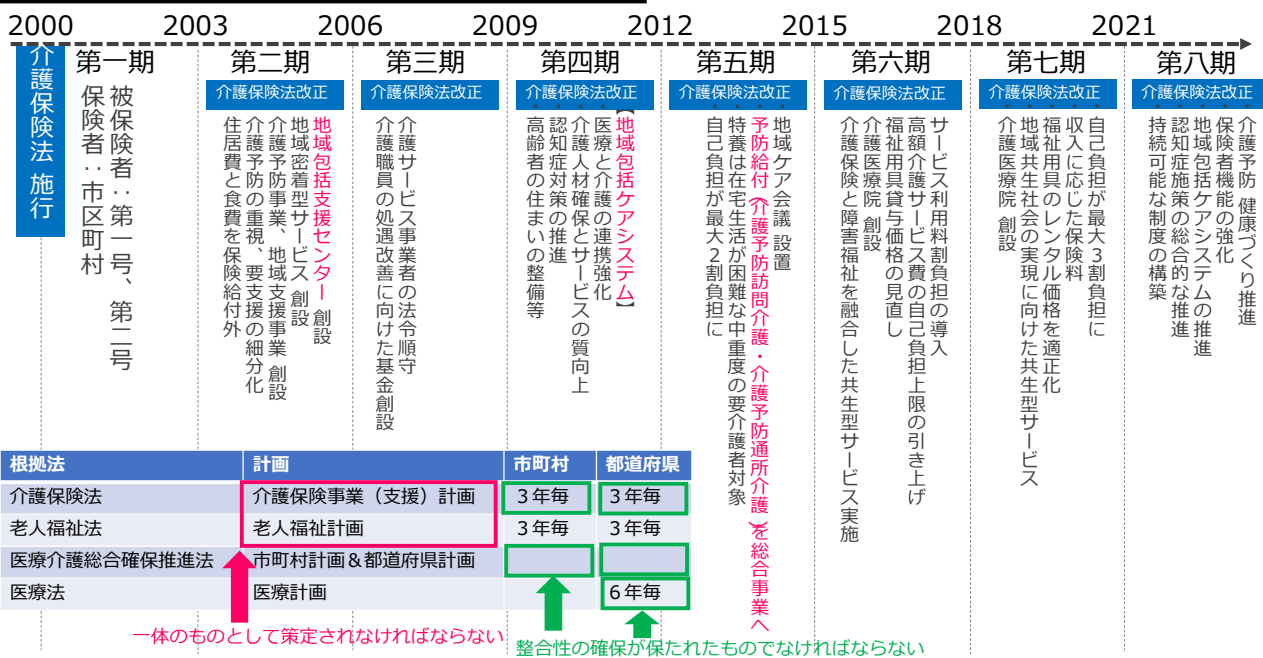 2000 2003 2006 2009 2012 2015 2018 2021
介護保険法 施行
第一期
被保険者：第一号、第二号
保険者：市区町村
第二期
介護保険法改正
地域包括支援センター 創設
地域密着型サービス 創設
介護予防事業、地域支援事業 創設
介護予防の重視、要支援の細分化
住居費と食費を保険給付外
第三期
介護保険法改正
介護サービス事業者の法令順守
介護職員の処遇改善に向けた基金創設
第四期
介護保険法改正
【地域包括ケアシステム】
医療と介護の連携強化
介護人材確保とサービスの質向上
認知症対策の推進
高齢者の住まいの整備等
第五期
介護保険法改正
地域ケア会議 設置
予防給付（介護予防訪問介護・介護予防通所介護）を総合事業へ
特養は在宅生活が困難な中重度の要介護者対象
自己負担が最大２割負担に
第六期
介護保険法改正
サービス利用料割負担の導入
高額介護サービス費の自己負担上限の引き上げ
福祉用具貸与価格の見直し
介護医療院 創設
介護保険と障害福祉を融合した共生型サービス実施
第七期
介護保険法改正
自己負担が最大３割負担に
収入に応じた保険料
福祉用具のレンタル価格を適正化
地域共生社会の実現に向けた共生型サービス
介護医療院 創設
第八期
介護保険法改正
介護予防 健康づくり推進
保険者機能の強化
地域包括ケアシステムの推進
認知症施策の総合的な推進
持続可能な制度の構築
根拠法 計画 市町村 都道府県
介護保険法 介護保険事業（支援）計画 ３年毎 ３年毎
老人福祉法 老人福祉計画 ３年毎 ３年毎
医療介護総合確保推進法 市町村計画＆都道府県計画
医療法 医療計画 ６年毎
一体のものとして策定されなければならない
整合性の確保が保たれたものでなければならない